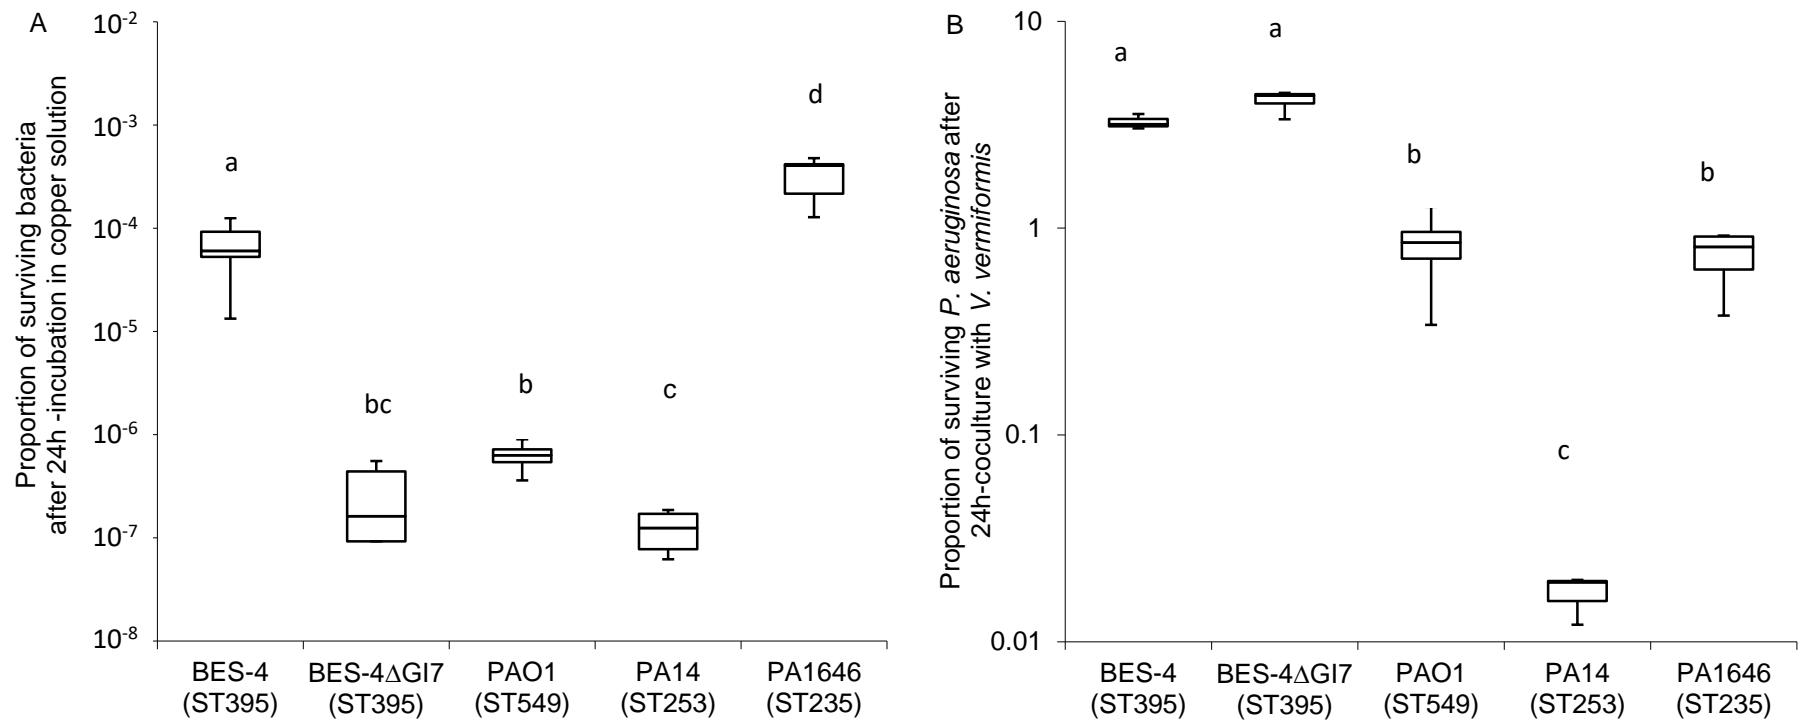 A
Proportion of surviving bacteria
after 24h -incubation in copper solution
10⁻²
10⁻³
10⁻⁴
10⁻⁵
10⁻⁶
10⁻⁷
10⁻⁸
a
bc
b
c
d
BES-4
(ST395)
BES-4ΔGI7
(ST395)
PAO1
(ST549)
PA14
(ST253)
PA1646
(ST235)
B
Proportion of surviving P. aeruginosa after
24h-coculture with V. vermiformis
10
1
0.1
0.01
a
a
b
c
b
BES-4
(ST395)
BES-4ΔGI7
(ST395)
PAO1
(ST549)
PA14
(ST253)
PA1646
(ST235)